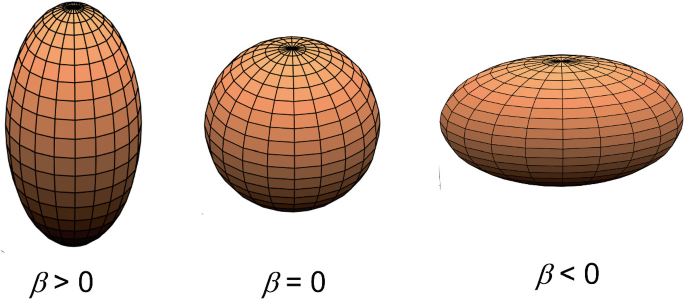 β > 0
β = 0
β < 0